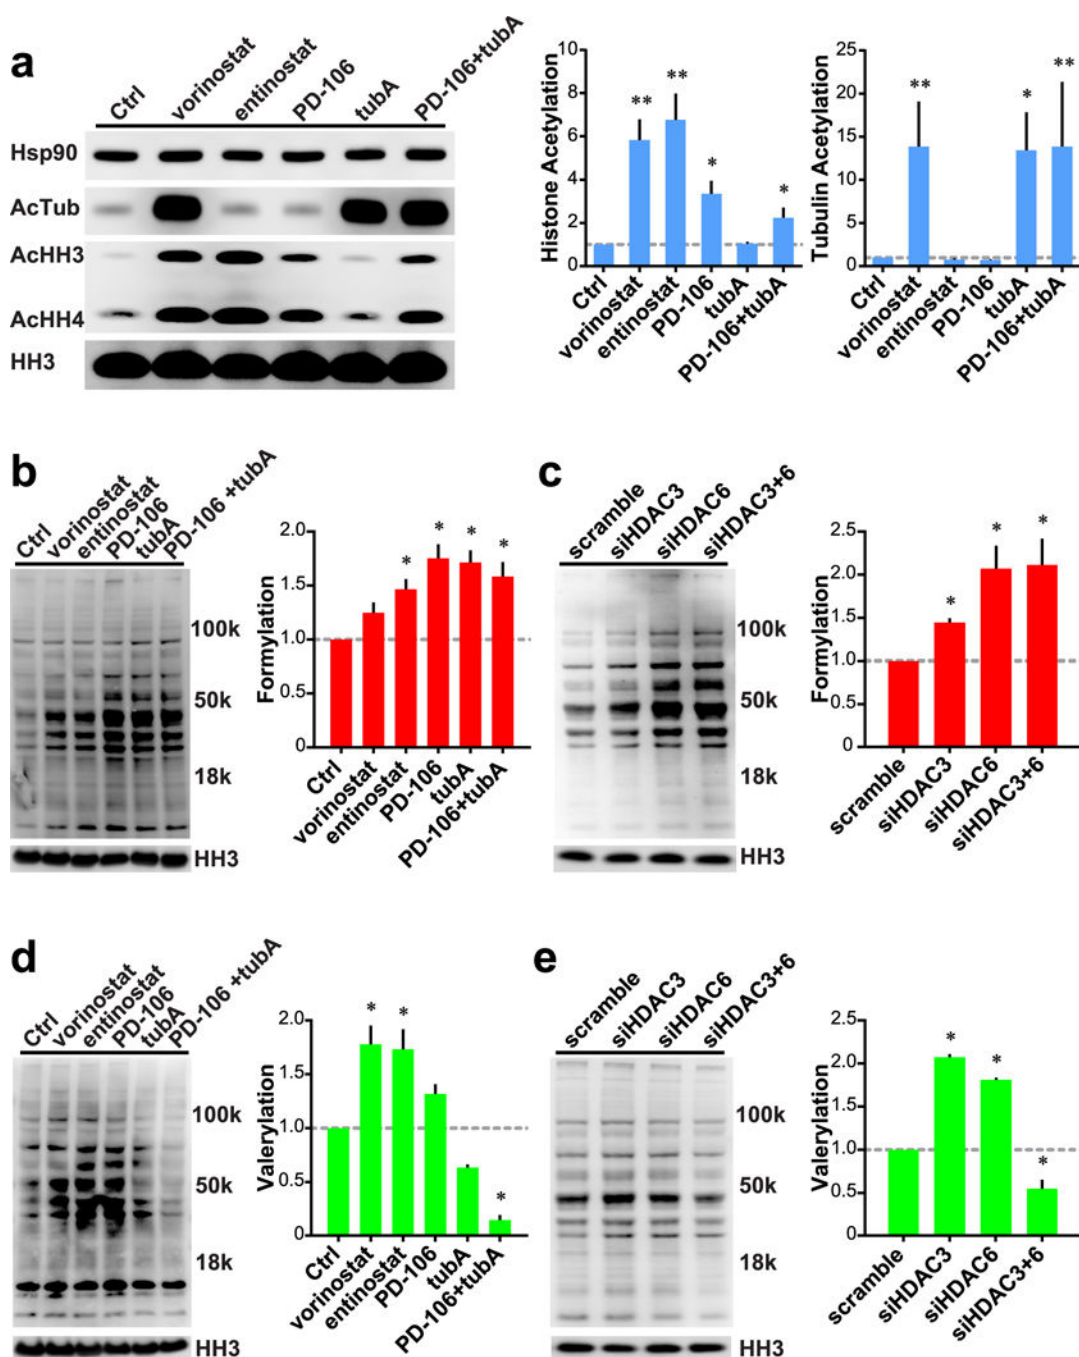 a
Ctrl
vorinostat
entinostat
PD-106
tubA
PD-106+tubA
Hsp90
AcTub
AcHH3
AcHH4
HH3
Histone Acetylation
10
8
6
4
2
0
**
**
*
*
Ctrl
vorinostat
entinostat
PD-106
tubA
PD-106+tubA
Tubulin Acetylation
25
20
15
10
5
0
**
*
**
Ctrl
vorinostat
entinostat
PD-106
tubA
PD-106+tubA
b
Ctrl
vorinostat
entinostat
PD-106
tubA
PD-106 +tubA
100k
50k
18k
HH3
Formylation
2.0
1.5
1.0
0.5
0
*
*
*
*
Ctrl
vorinostat
entinostat
PD-106
tubA
PD-106+tubA
c
scramble
siHDAC3
siHDAC6
siHDAC3+6
100k
50k
18k
HH3
Formylation
2.5
2.0
1.5
1.0
0.5
0
*
*
*
scramble
siHDAC3
siHDAC6
siHDAC3+6
d
Ctrl
vorinostat
entinostat
PD-106
tubA
PD-106 +tubA
100k
50k
18k
HH3
Valerylation
2.0
1.5
1.0
0.5
0
*
*
*
Ctrl
vorinostat
entinostat
PD-106
tubA
PD-106+tubA
e
scramble
siHDAC3
siHDAC6
siHDAC3+6
100k
50k
18k
HH3
Valerylation
2.5
2.0
1.5
1.0
0.5
0
*
*
*
scramble
siHDAC3
siHDAC6
siHDAC3+6